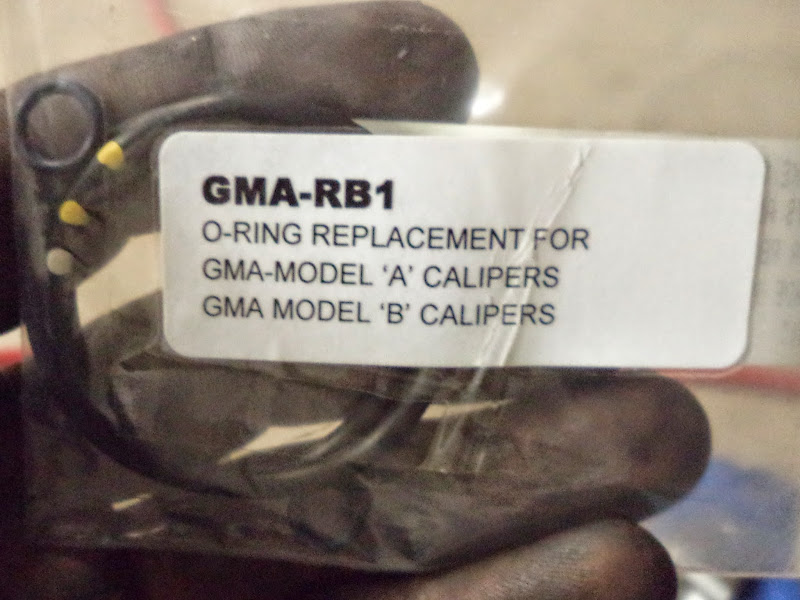 GMA-RB1
O-RING REPLACEMENT FOR
GMA-MODEL ‘A’ CALIPERS
GMA MODEL ‘B’ CALIPERS